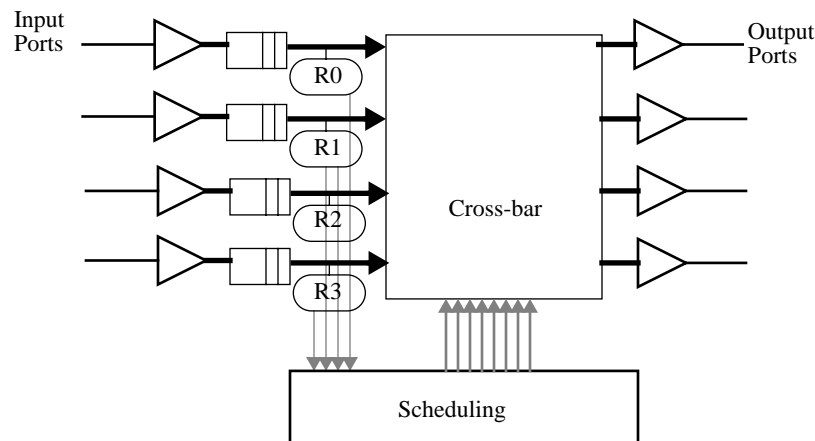 Input
Ports
Output
Ports
R0
R1
R2
Cross-bar
R3
Scheduling